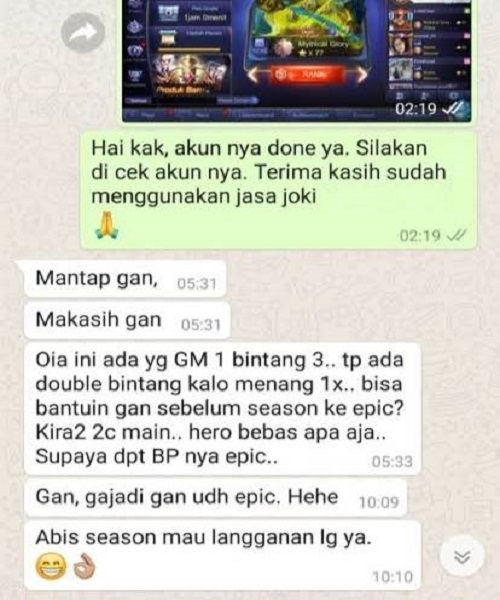 Mythical Glory
x 77
RANK
Produk Baru
02:19
Hai kak, akun nya done ya. Silakan
di cek akun nya. Terima kasih sudah
menggunakan jasa joki
🙏
02:19
Mantap gan, 05:31
Makasih gan 05:31
Oia ini ada yg GM 1 bintang 3.. tp ada
double bintang kalo menang 1x.. bisa
bantuin gan sebelum season ke epic?
Kira2 2c main.. hero bebas apa aja..
Supaya dpt BP nya epic.. 05:33
Gan, gajadi gan udh epic. Hehe 10:09
Abis season mau langganan lg ya.
😁👌🏼
10:10